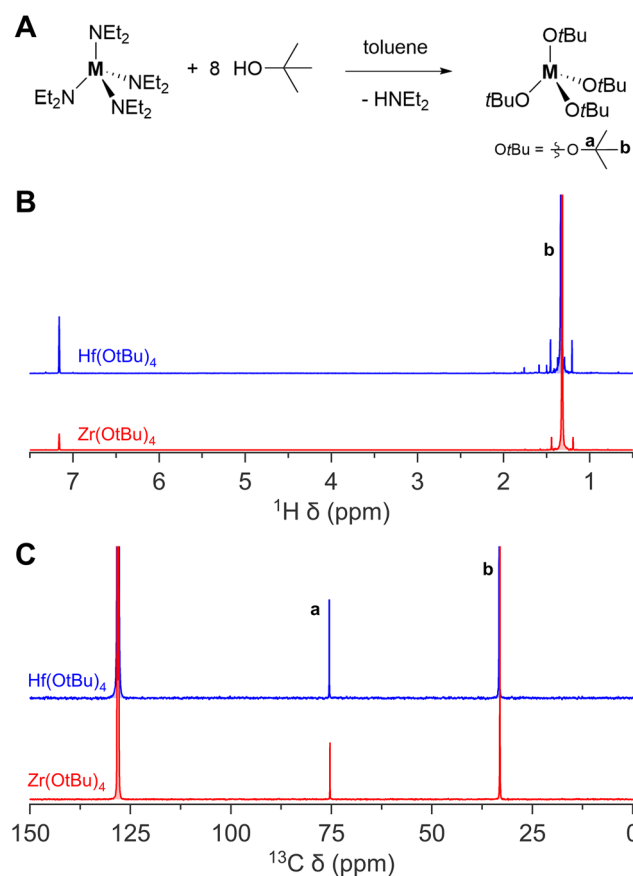 A
NEt2
M
Et2N
NEt2
NEt2
+ 8 HO
toluene
- HNEt2
OtBu
M
tBuO
OtBu
OtBu
OtBu = O a b
B
b
Hf(OtBu)4
Zr(OtBu)4
7 6 5 4 3 2 1
1H δ (ppm)
C
b
a
Hf(OtBu)4
Zr(OtBu)4
150 125 100 75 50 25 0
13C δ (ppm)